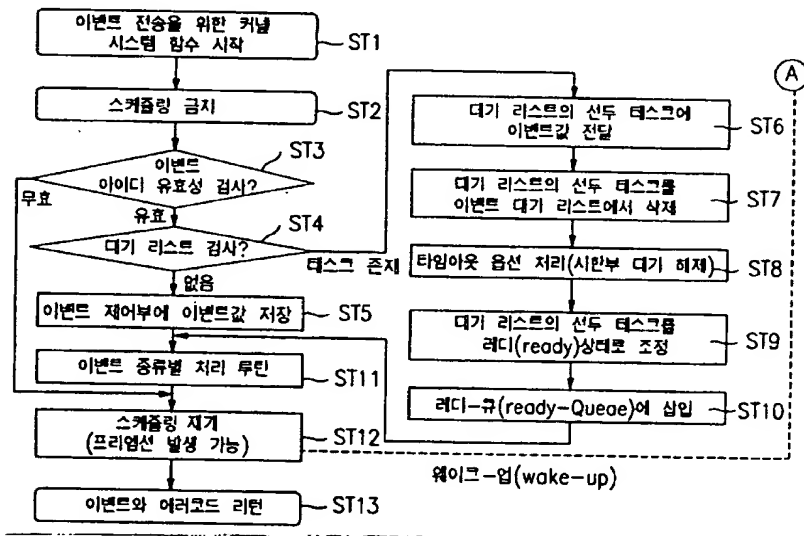 이벤트 전송을 위한 커널
시스템 함수 시작
ST1
스케쥴링 금지
ST2
이벤트
아이디 유효성 검사?
ST3
무효
유효
대기 리스트 검사?
ST4
테스크 존재
없음
이벤트 제어부에 이벤트값 저장
ST5
이벤트 종류별 처리 루틴
ST11
스케쥴링 재개
(프리엠션 발생 가능)
ST12
이벤트와 에러코드 리턴
ST13
A
대기 리스트의 선두 테스크에
이벤트값 전달
ST6
대기 리스트의 선두 테스크를
이벤트 대기 리스트에서 삭제
ST7
타임아웃 옵션 처리(시한부 대기 해제)
ST8
대기 리스트의 선두 테스크를
레디(ready)상태로 조정
ST9
레디-큐(ready-Queae)에 삽입
ST10
웨이크-업(wake-up)